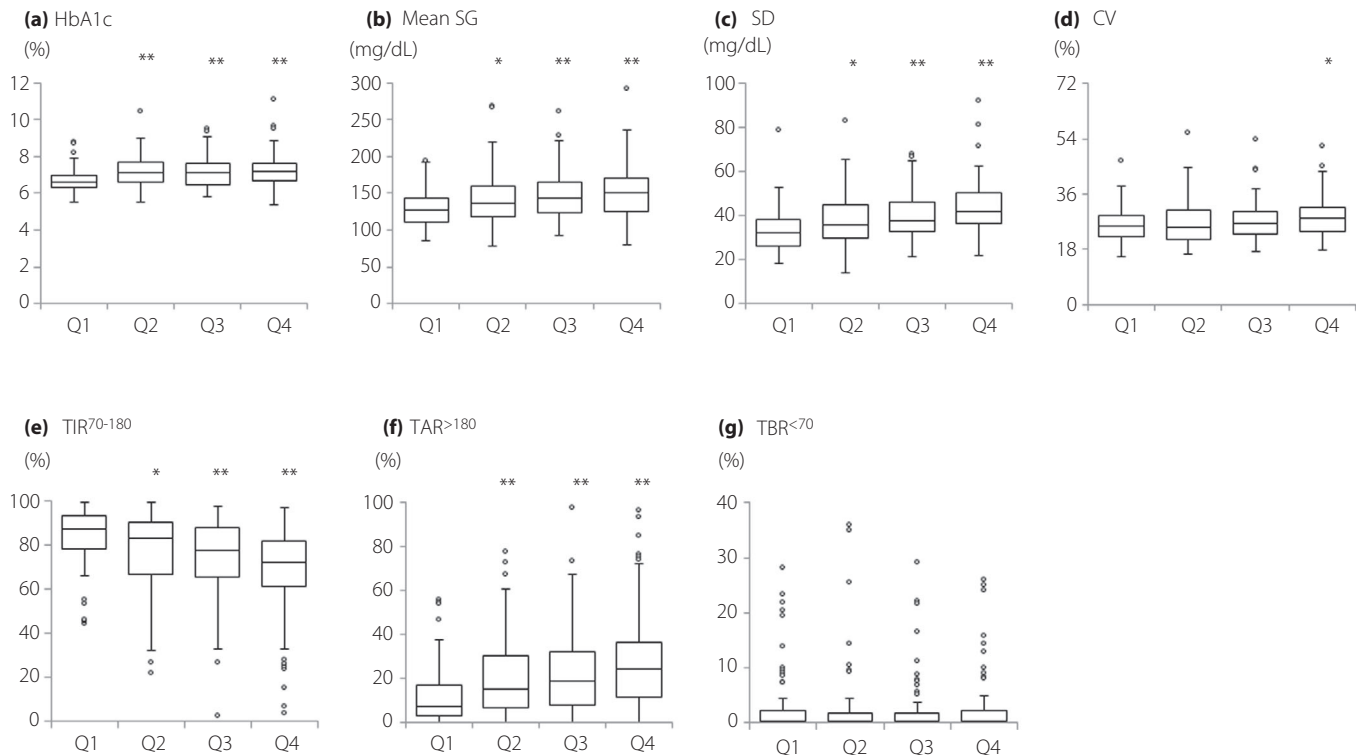 (a) HbA1c
(%)
** ** **
12
10
8
6
4
2
0
Q1 Q2 Q3 Q4
(b) Mean SG
(mg/dL)
* ** **
300
250
200
150
100
50
0
Q1 Q2 Q3 Q4
(c) SD
(mg/dL)
* ** **
100
80
60
40
20
0
Q1 Q2 Q3 Q4
(d) CV
(%)
*
72
54
36
18
0
Q1 Q2 Q3 Q4
(e) TIR70-180
(%)
* ** **
100
80
60
40
20
0
Q1 Q2 Q3 Q4
(f) TAR>180
(%)
** ** **
100
80
60
40
20
0
Q1 Q2 Q3 Q4
(g) TBR<70
(%)
40
30
20
10
0
Q1 Q2 Q3 Q4